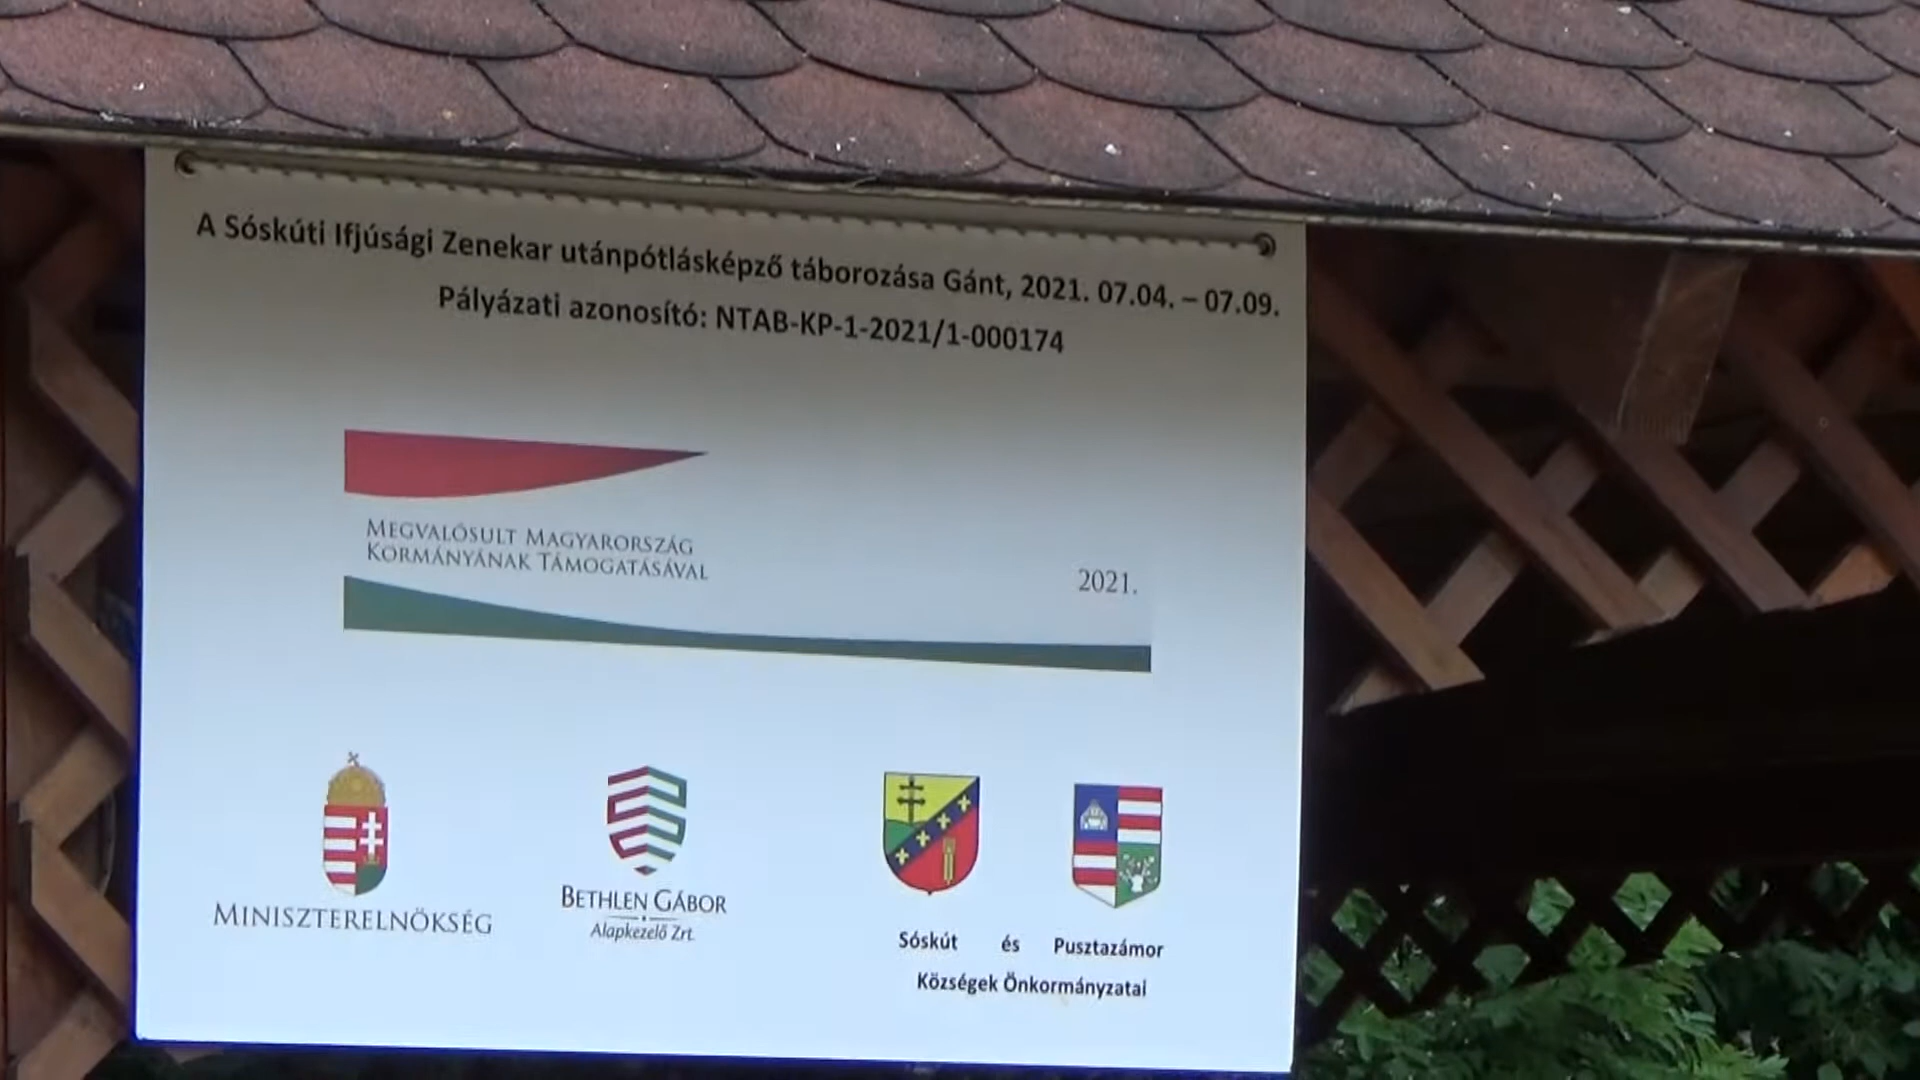 A Sóskúti Ifjúsági Zenekar utánpótlásképző táborozása Gánt, 2021. 07.04. – 07.09.
Pályázati azonosító: NTAB-KP-1-2021/1-000174
MEGVALÓSULT MAGYARORSZÁG
KORMÁNYÁNAK TÁMOGATÁSÁVAL
2021.
MINISZTERELNÖKSÉG
BETHLEN GÁBOR
Alapkezelő Zrt.
Sóskút és Pusztazámor
Községek Önkormányzatai